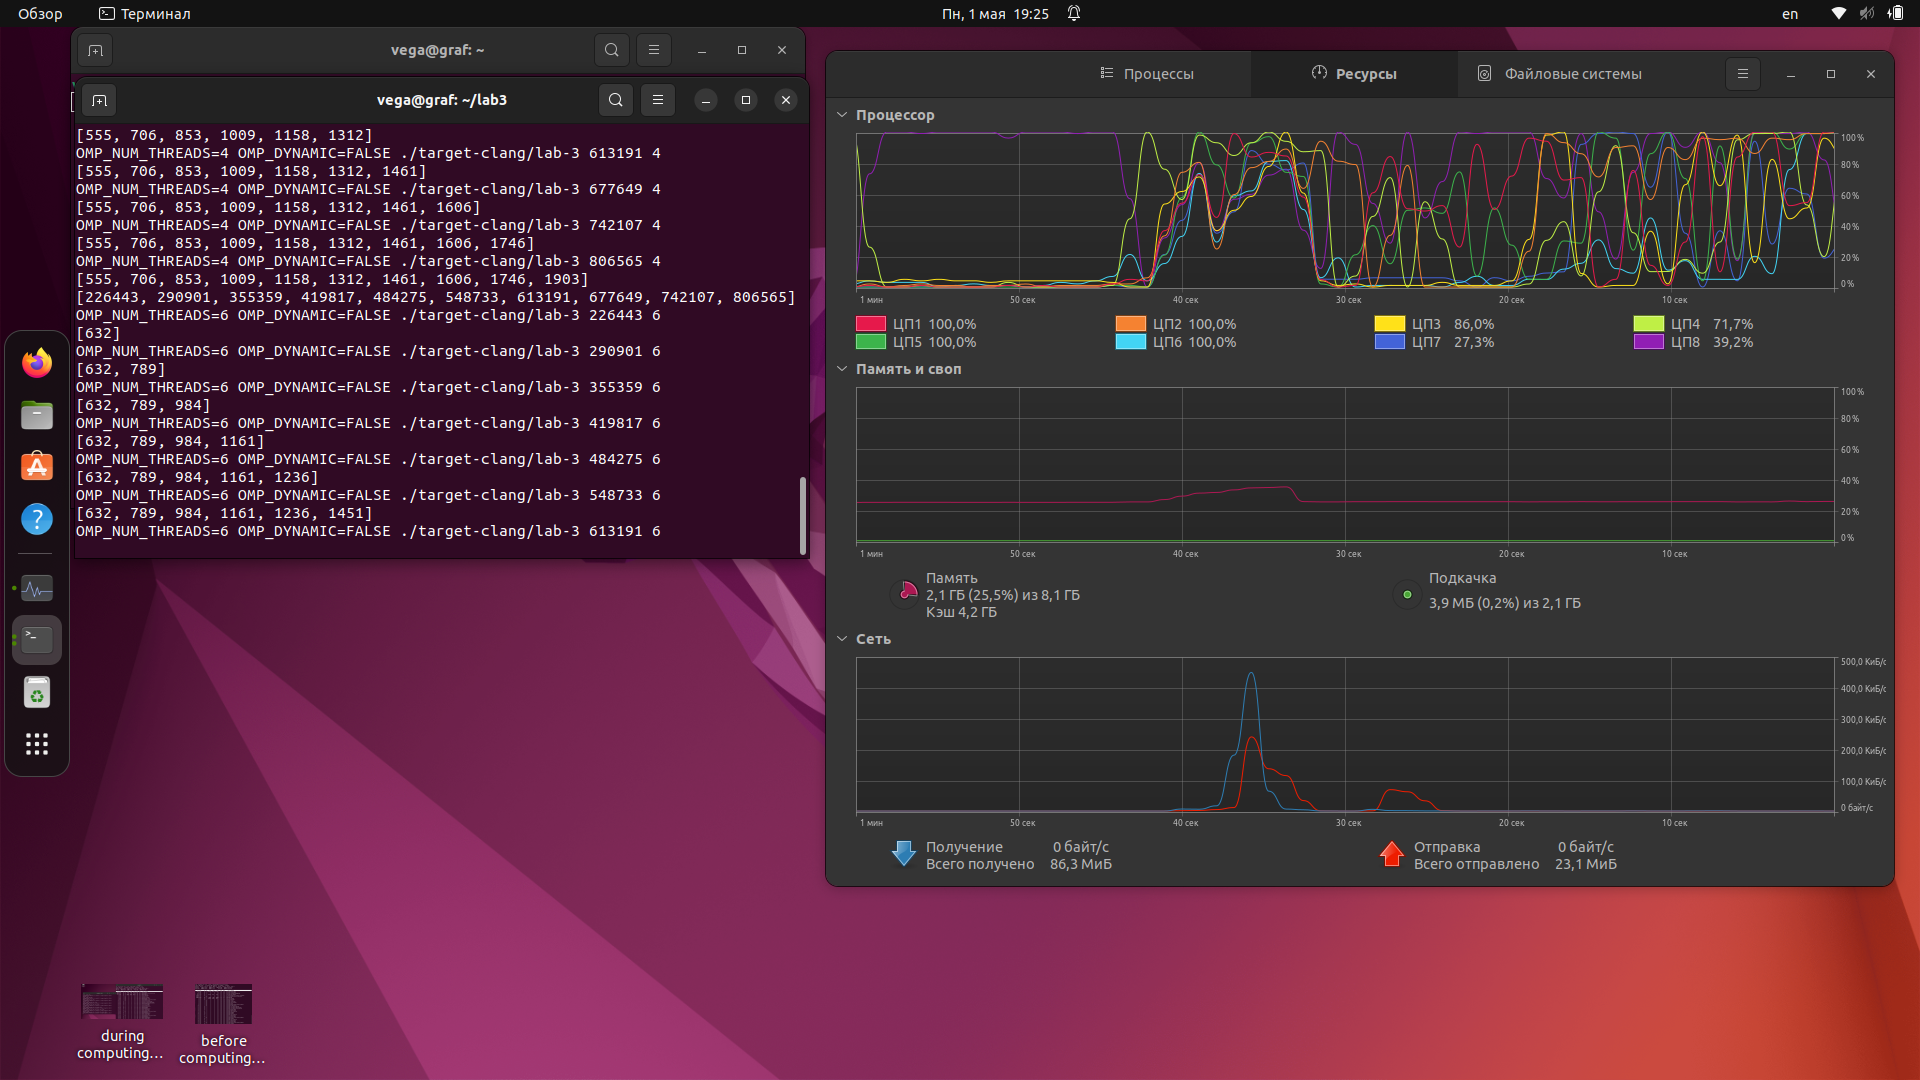 Обзор
Терминал
Пн, 1 мая 19:25
en
vega@graf: ~
vega@graf: ~/lab3
[555, 706, 853, 1009, 1158, 1312]
OMP_NUM_THREADS=4 OMP_DYNAMIC=FALSE ./target-clang/lab-3 613191 4
[555, 706, 853, 1009, 1158, 1312, 1461]
OMP_NUM_THREADS=4 OMP_DYNAMIC=FALSE ./target-clang/lab-3 677649 4
[555, 706, 853, 1009, 1158, 1312, 1461, 1606]
OMP_NUM_THREADS=4 OMP_DYNAMIC=FALSE ./target-clang/lab-3 742107 4
[555, 706, 853, 1009, 1158, 1312, 1461, 1606, 1746]
OMP_NUM_THREADS=4 OMP_DYNAMIC=FALSE ./target-clang/lab-3 806565 4
[555, 706, 853, 1009, 1158, 1312, 1461, 1606, 1746, 1903]
[226443, 290901, 355359, 419817, 484275, 548733, 613191, 677649, 742107, 806565]
OMP_NUM_THREADS=6 OMP_DYNAMIC=FALSE ./target-clang/lab-3 226443 6
[632]
OMP_NUM_THREADS=6 OMP_DYNAMIC=FALSE ./target-clang/lab-3 290901 6
[632, 789]
OMP_NUM_THREADS=6 OMP_DYNAMIC=FALSE ./target-clang/lab-3 355359 6
[632, 789, 984]
OMP_NUM_THREADS=6 OMP_DYNAMIC=FALSE ./target-clang/lab-3 419817 6
[632, 789, 984, 1161]
OMP_NUM_THREADS=6 OMP_DYNAMIC=FALSE ./target-clang/lab-3 484275 6
[632, 789, 984, 1161, 1236]
OMP_NUM_THREADS=6 OMP_DYNAMIC=FALSE ./target-clang/lab-3 548733 6
[632, 789, 984, 1161, 1236, 1451]
OMP_NUM_THREADS=6 OMP_DYNAMIC=FALSE ./target-clang/lab-3 613191 6
Процессы
Ресурсы
Файловые системы
Процессор
100 %
80 %
60 %
40 %
20 %
0 %
1 мин 50 сек 40 сек 30 сек 20 сек 10 сек
ЦП1 100,0% ЦП2 100,0% ЦП3 86,0% ЦП4 71,7%
ЦП5 100,0% ЦП6 100,0% ЦП7 27,3% ЦП8 39,2%
Память и своп
100 %
80 %
60 %
40 %
20 %
0 %
1 мин 50 сек 40 сек 30 сек 20 сек 10 сек
Память
2,1 ГБ (25,5%) из 8,1 ГБ
Кэш 4,2 ГБ
Подкачка
3,9 МБ (0,2%) из 2,1 ГБ
Сеть
500,0 КиБ/с
400,0 КиБ/с
300,0 КиБ/с
200,0 КиБ/с
100,0 КиБ/с
0 байт/с
1 мин 50 сек 40 сек 30 сек 20 сек 10 сек
Получение 0 байт/с
Всего получено 86,3 МиБ
Отправка 0 байт/с
Всего отправлено 23,1 МиБ
during
computing…
before
computing…